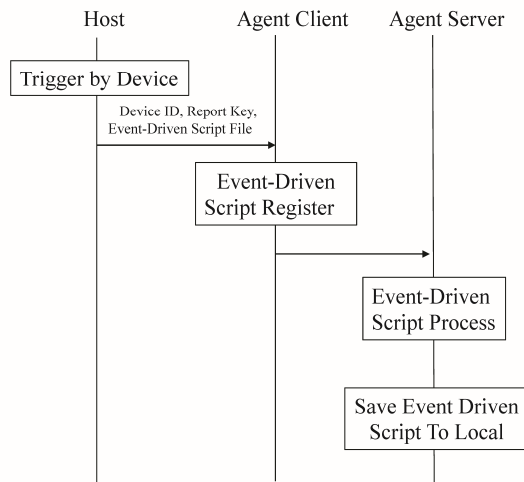 Host
Agent Client
Agent Server
Trigger by Device
Device ID, Report Key,
Event-Driven Script File
Event-Driven
Script Register
Event-Driven
Script Process
Save Event Driven
Script To Local